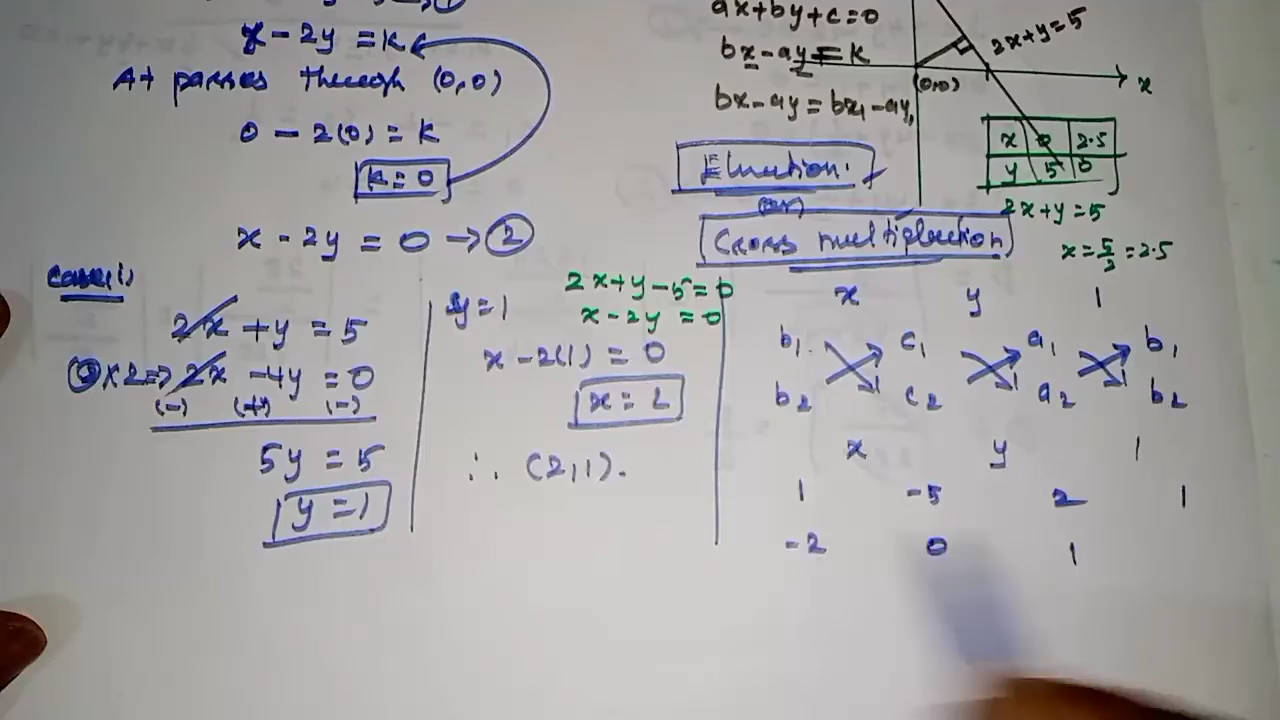 x - 2y = K
At passes through (0,0)
0 - 2(0) = K
K = 0
x - 2y = 0 → 2
ax+by+c=0
bx - ay = K
bx - ay = bx1 - ay1
2x+y=5
(0,0)
x
x 0 2.5
y 5 0
2x+y=5
x = 5/2 = 2.5
(or)
Cross multiplication
case(i)
2x + y = 5
2 x 2 => 2x - 4y = 0
(-) (+) (-)
5y = 5
y = 1
y = 1
x - 2(1) = 0
x = 2
∴ (2,1).
2x+y-5=0
x-2y = 0
x y 1
b1 c1 a1 b1
b2 c2 a2 b2
x y 1
1 -5 2 1
-2 0 1